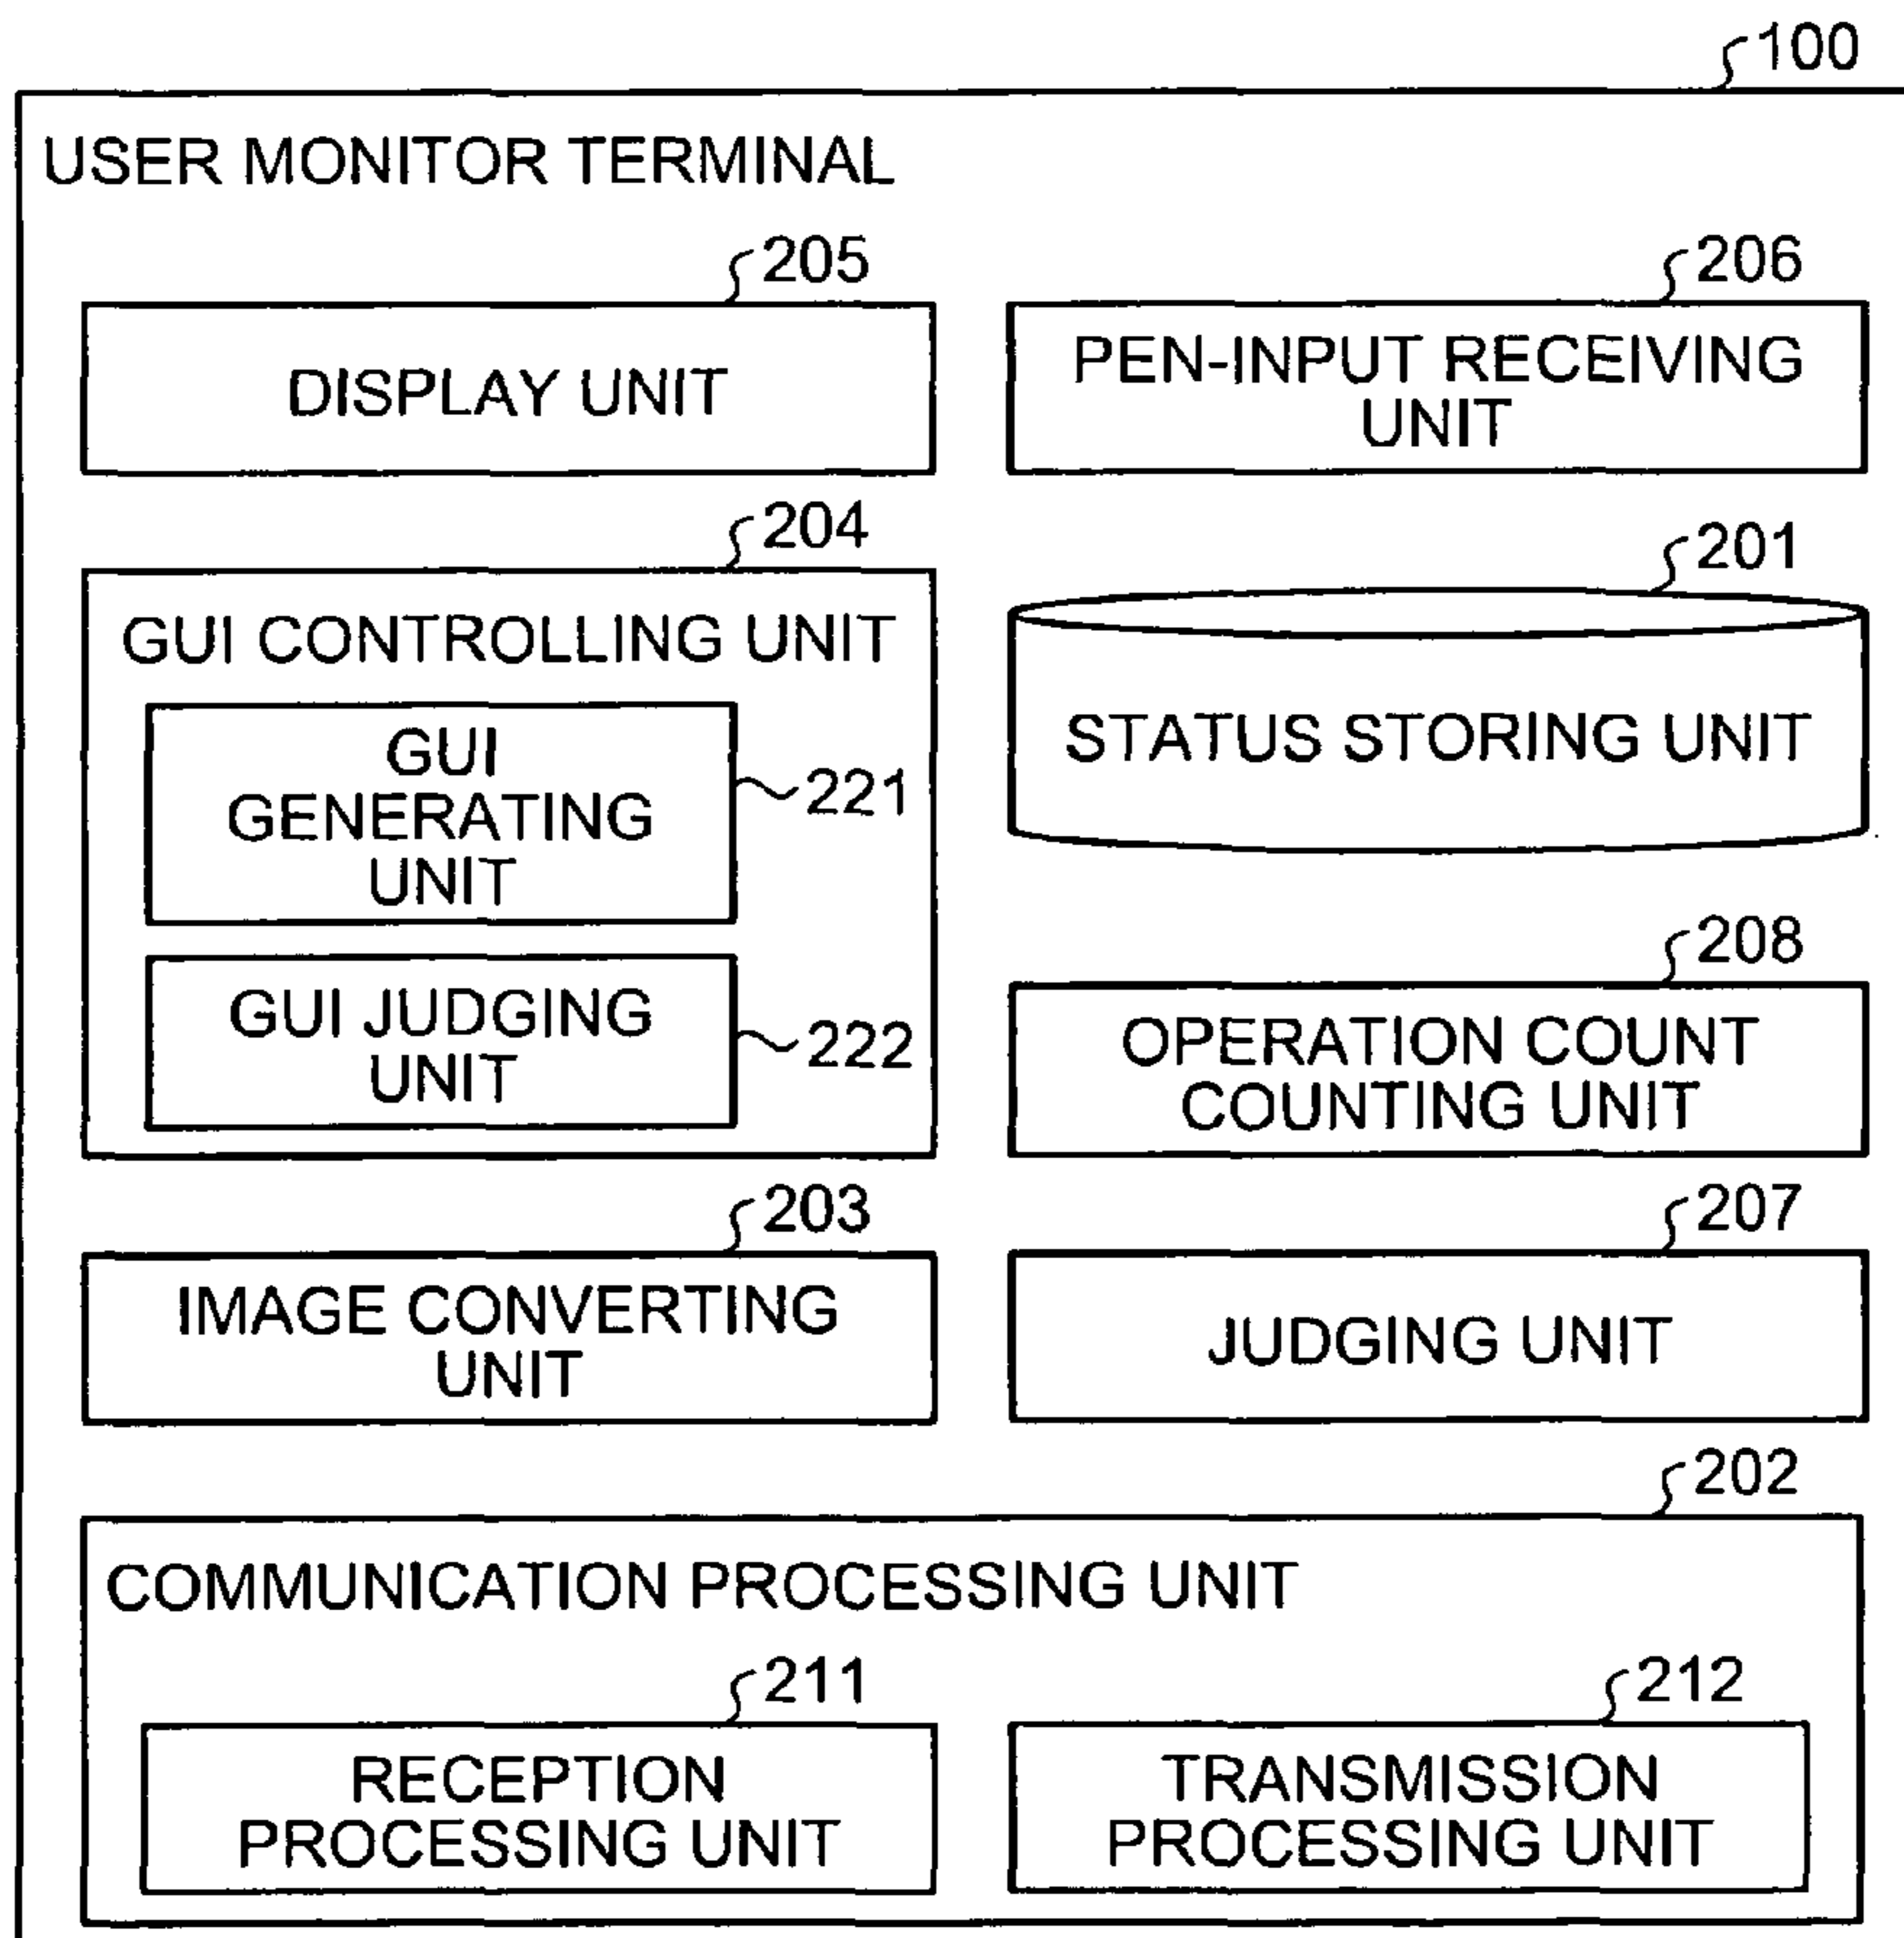 100
USER MONITOR TERMINAL
205
DISPLAY UNIT
206
PEN-INPUT RECEIVING
UNIT
204
GUI CONTROLLING UNIT
GUI
GENERATING
UNIT
221
GUI JUDGING
UNIT
222
201
STATUS STORING UNIT
208
OPERATION COUNT
COUNTING UNIT
203
IMAGE CONVERTING
UNIT
207
JUDGING UNIT
202
COMMUNICATION PROCESSING UNIT
211
RECEPTION
PROCESSING UNIT
212
TRANSMISSION
PROCESSING UNIT